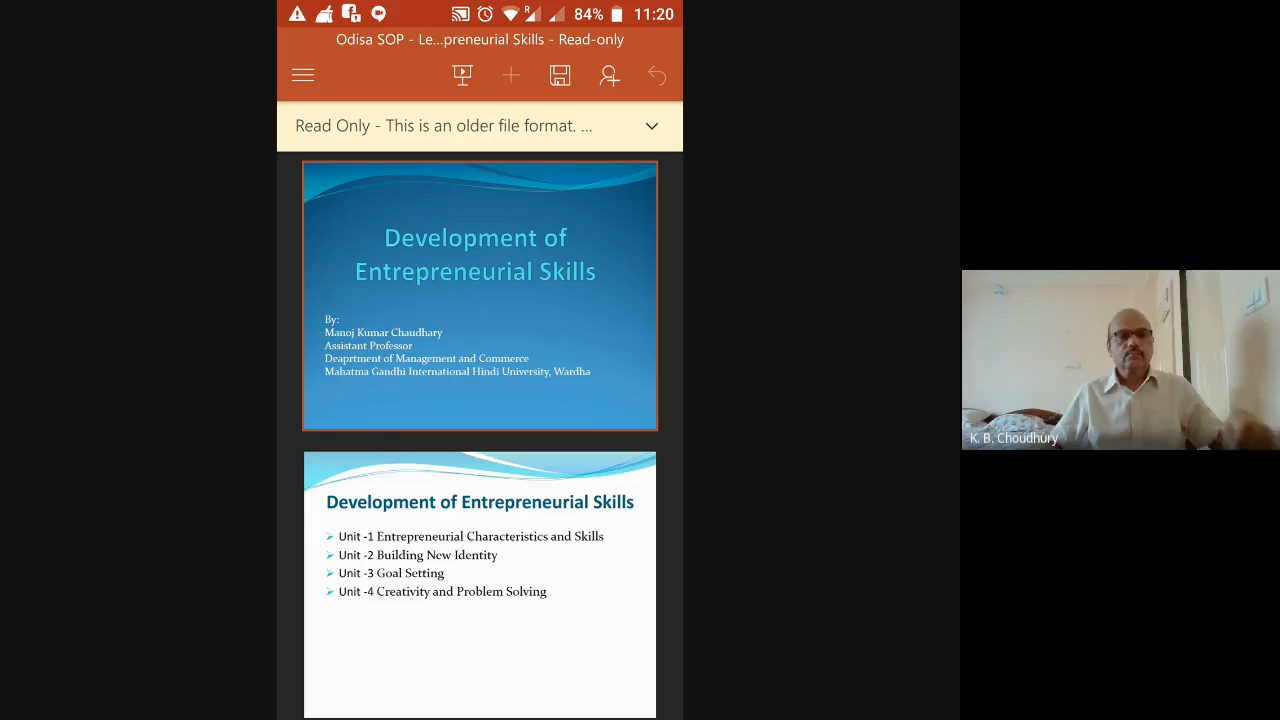 84% 11:20
Odisa SOP - Le...preneurial Skills - Read-only
Read Only - This is an older file format. ...
Development of
Entrepreneurial Skills
By:
Manoj Kumar Chaudhary
Assistant Professor
Deaprtment of Management and Commerce
Mahatma Gandhi International Hindi University, Wardha
Development of Entrepreneurial Skills
Unit -1 Entrepreneurial Characteristics and Skills
Unit -2 Building New Identity
Unit -3 Goal Setting
Unit -4 Creativity and Problem Solving
K. B. Choudhury